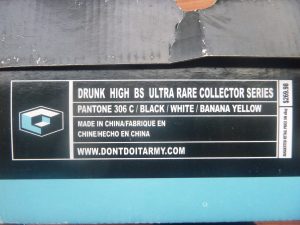 DRUNK HIGH BS ULTRA RARE COLLECTOR SERIES
PANTONE 306 C / BLACK / WHITE / BANANA YELLOW
MADE IN CHINA/FABRIQUE EN
CHINE/HECHO EN CHINA
WWW.DONTDOITARMY.COM
$269.98